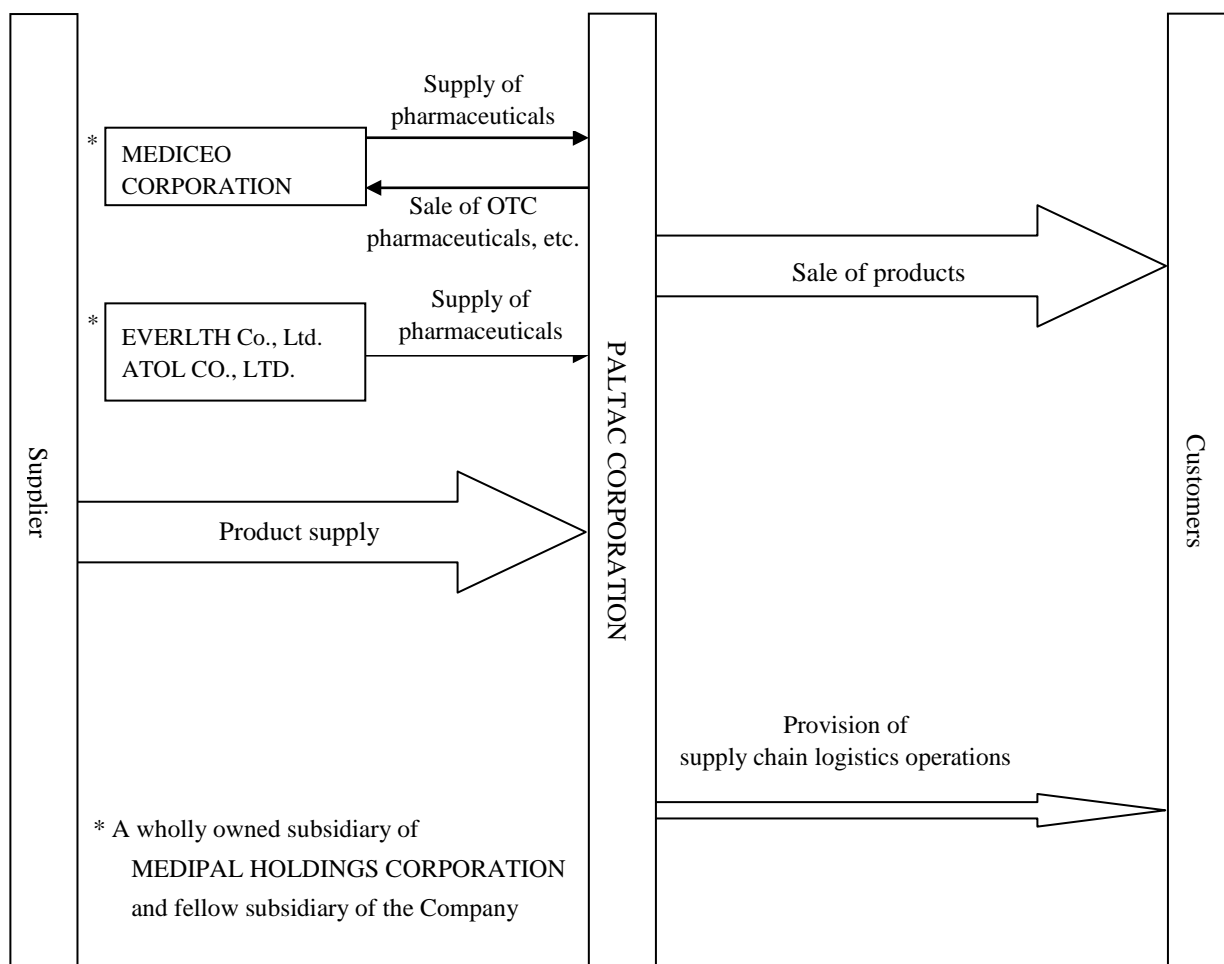 Supply of
pharmaceuticals
*
MEDICEO
CORPORATION
Sale of OTC
pharmaceuticals, etc.
Sale of products
*
Supply of
pharmaceuticals
EVERLTH Co., Ltd.
ATOL CO., LTD.
Supplier
Product supply
PALTAC CORPORATION
Customers
Provision of
supply chain logistics operations
* A wholly owned subsidiary of
MEDIPAL HOLDINGS CORPORATION
and fellow subsidiary of the Company